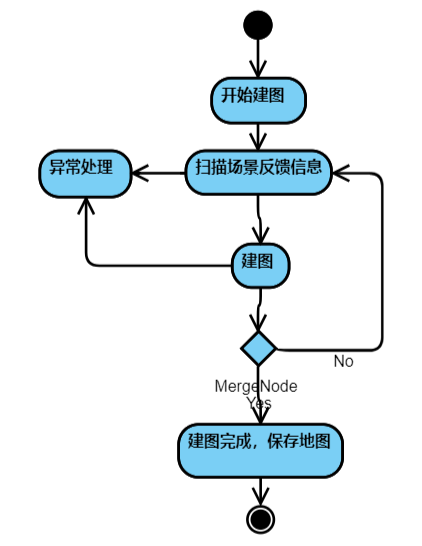 开始建图
异常处理
扫描场景反馈信息
建图
No
MergeNode
Yes
建图完成，保存地图